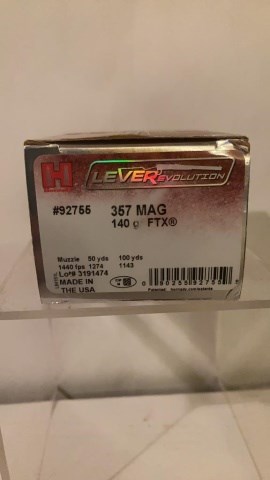 H LEVERevolution
#92755 357 MAG
140 g FTX®
Muzzle 50 yds 100 yds
1440 fps 1274 1143
Lot# 3191474
MADE IN
THE USA